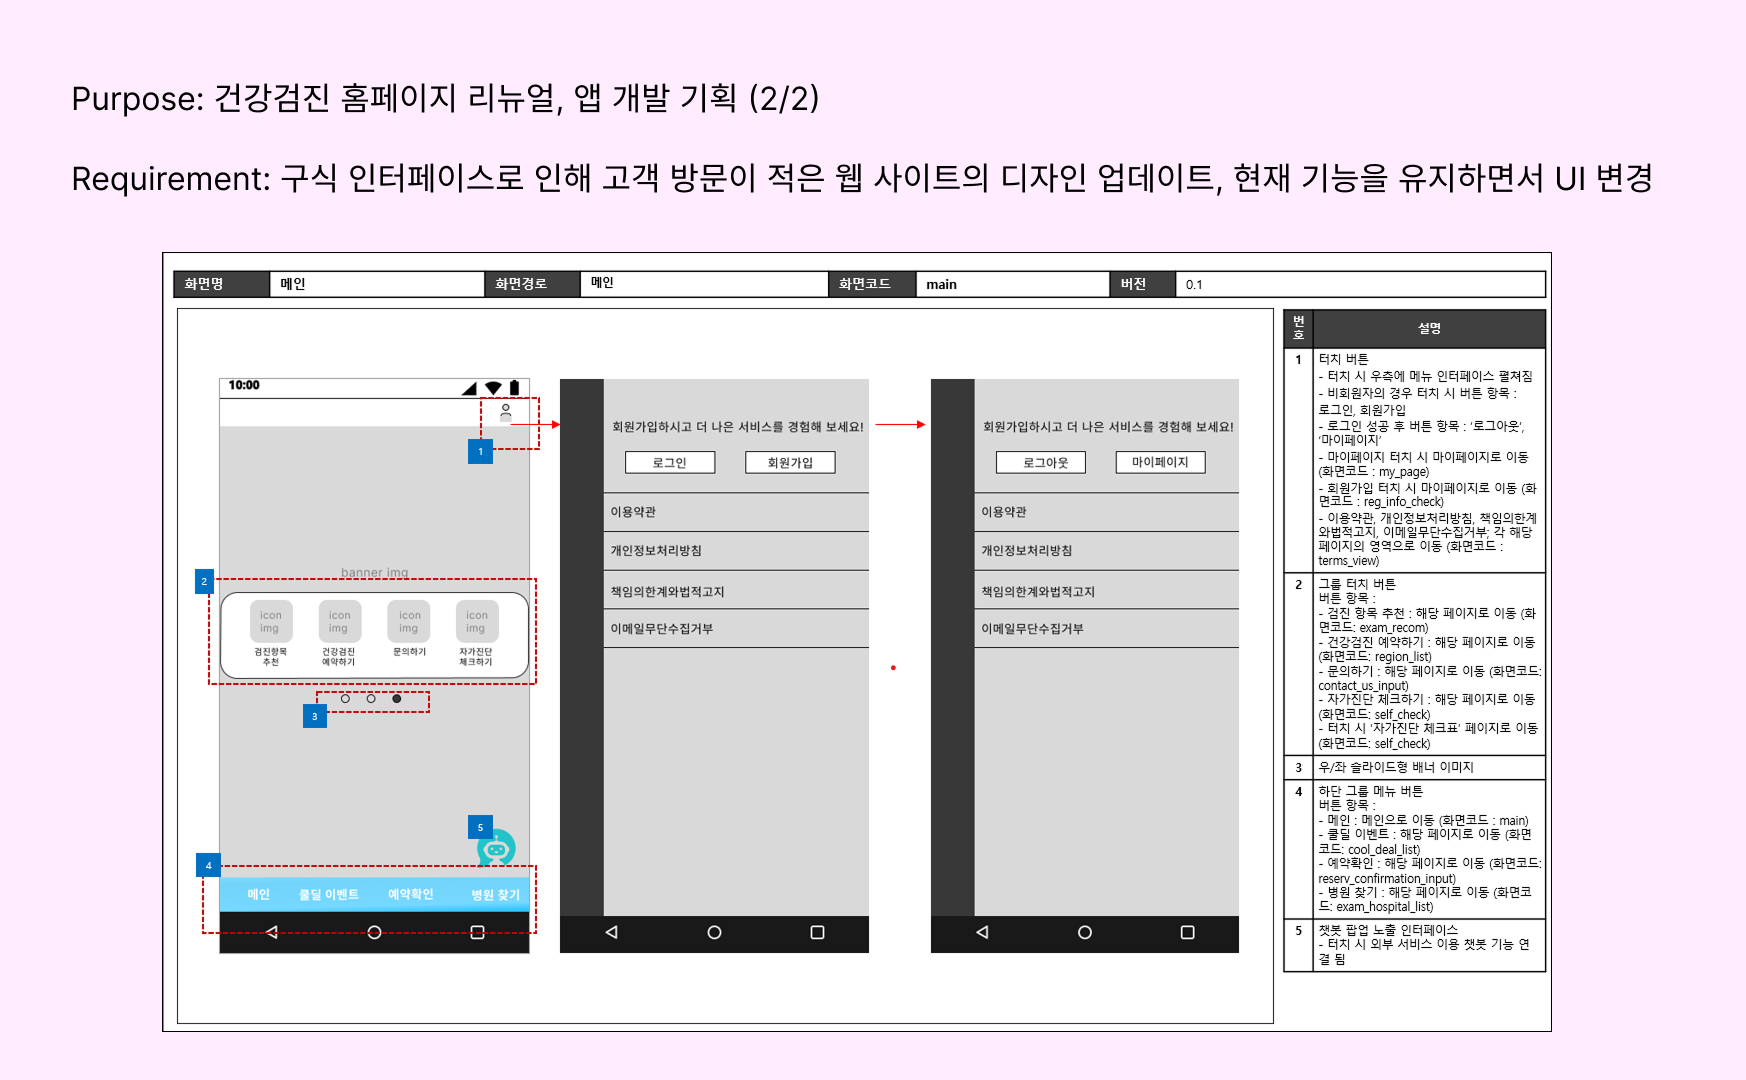 Purpose: 건강검진 홈페이지 리뉴얼, 앱 개발 기획 (2/2)
Requirement: 구식 인터페이스로 인해 고객 방문이 적은 웹 사이트의 디자인 업데이트, 현재 기능을 유지하면서 UI 변경
화면명 메인 화면경로 메인 화면코드 main 버전 0.1
10:00
1
banner img
2
icon img
icon img
icon img
icon img
검진항목
추천
건강검진
예약하기
문의하기
자가진단
체크하기
3
5
4
메인 쿨딜 이벤트 예약확인 병원 찾기
회원가입하시고 더 나은 서비스를 경험해 보세요!
로그인 회원가입
이용약관
개인정보처리방침
책임의한계와법적고지
이메일무단수집거부
회원가입하시고 더 나은 서비스를 경험해 보세요!
로그아웃 마이페이지
이용약관
개인정보처리방침
책임의한계와법적고지
이메일무단수집거부
번
호
설명
1
터치 버튼
- 터치 시 우측에 메뉴 인터페이스 펼쳐짐
- 비회원자의 경우 터치 시 버튼 항목 :
로그인, 회원가입
- 로그인 성공 후 버튼 항목 : '로그아웃',
'마이페이지'
- 마이페이지 터치 시 마이페이지로 이동
(화면코드 : my_page)
- 회원가입 터치 시 마이페이지로 이동 (화
면코드 : reg_info_check)
- 이용약관, 개인정보처리방침, 책임의한계
와법적고지, 이메일무단수집거부; 각 해당
페이지의 영역으로 이동 (화면코드 :
terms_view)
2
그룹 터치 버튼
버튼 항목 :
- 검진 항목 추천 : 해당 페이지로 이동 (화
면코드: exam_recom)
- 건강검진 예약하기 : 해당 페이지로 이동
(화면코드: region_list)
- 문의하기 : 해당 페이지로 이동 (화면코드:
contact_us_input)
- 자가진단 체크하기 : 해당 페이지로 이동
(화면코드: self_check)
- 터치 시 '자가진단 체크표' 페이지로 이동
(화면코드: self_check)
3
우/좌 슬라이드형 배너 이미지
4
하단 그룹 메뉴 버튼
버튼 항목 :
- 메인 : 메인으로 이동 (화면코드 : main)
- 쿨딜 이벤트 : 해당 페이지로 이동 (화면
코드: cool_deal_list)
- 예약확인 : 해당 페이지로 이동 (화면코드:
reserv_confirmation_input)
- 병원 찾기 : 해당 페이지로 이동 (화면코
드: exam_hospital_list)
5
챗봇 팝업 노출 인터페이스
- 터치 시 외부 서비스 이용 챗봇 기능 연
결 됨